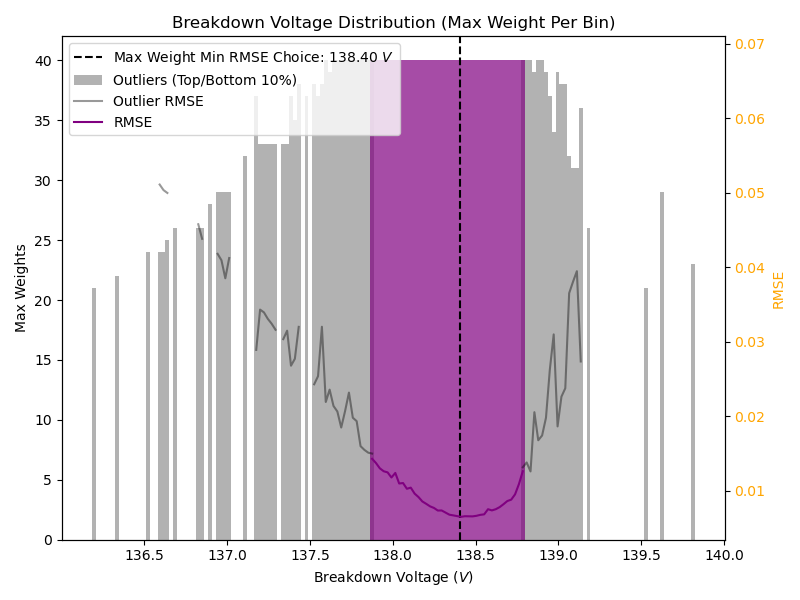 Breakdown Voltage Distribution (Max Weight Per Bin)
Max Weight Min RMSE Choice: 138.40 V
Outliers (Top/Bottom 10%)
Outlier RMSE
RMSE
Max Weights
40
35
30
25
20
15
10
5
0
0.07
0.06
0.05
0.04
0.03
0.02
0.01
RMSE
136.5 137.0 137.5 138.0 138.5 139.0 139.5 140.0
Breakdown Voltage (V)